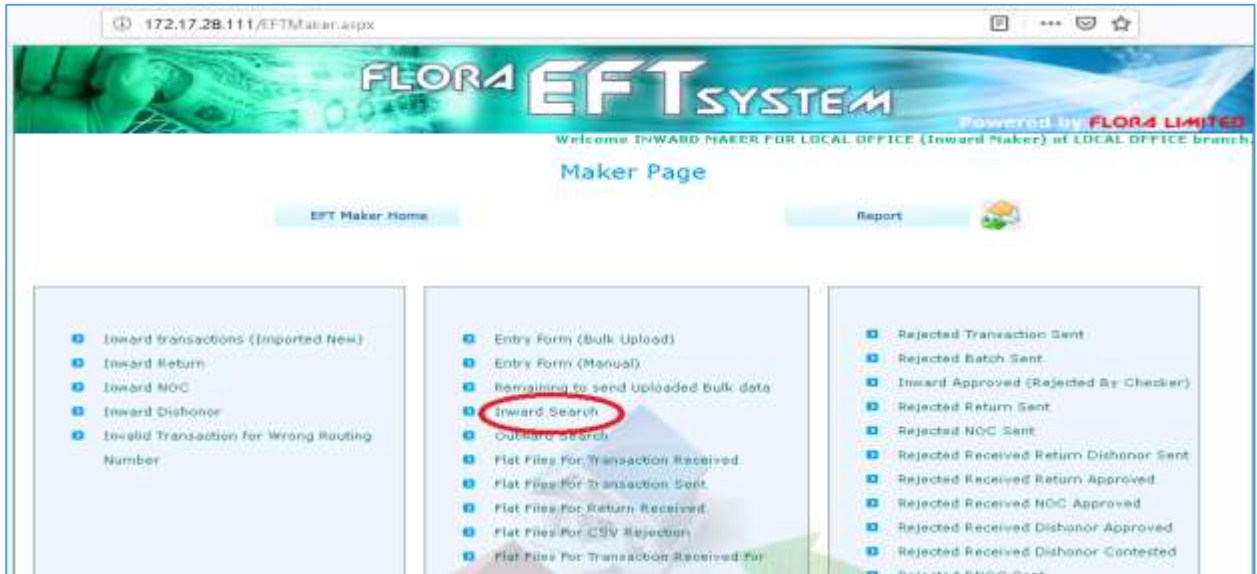 172.17.28.111/EFTMaker.aspx
FLORA EFT SYSTEM
Powered by FLORA LIMITED
Welcome INWARD MAKER FOR LOCAL OFFICE (Inward Maker) of LOCAL OFFICE branch.
Maker Page
EFT Maker Home
Report
Inward transactions (Imported New)
Inward Return
Inward NOC
Inward Dishonor
Invalid Transaction for Wrong Routing
Number
Entry Form (Bulk Upload)
Entry Form (Manual)
Remaining to send Uploaded Bulk data
Inward Search
Outward Search
Flat Files For Transaction Received
Flat Files For Transaction Sent
Flat Files For Return Received
Flat Files For CSV Rejection
Flat Files For Transaction Received For
Rejected Transaction Sent
Rejected Batch Sent
Inward Approved (Rejected By Checker)
Rejected Return Sent
Rejected NOC Sent
Rejected Received Return Dishonor Sent
Rejected Received Return Approved
Rejected Received NOC Approved
Rejected Received Dishonor Approved
Rejected Received Dishonor Contested
Rejected RNOC Sent